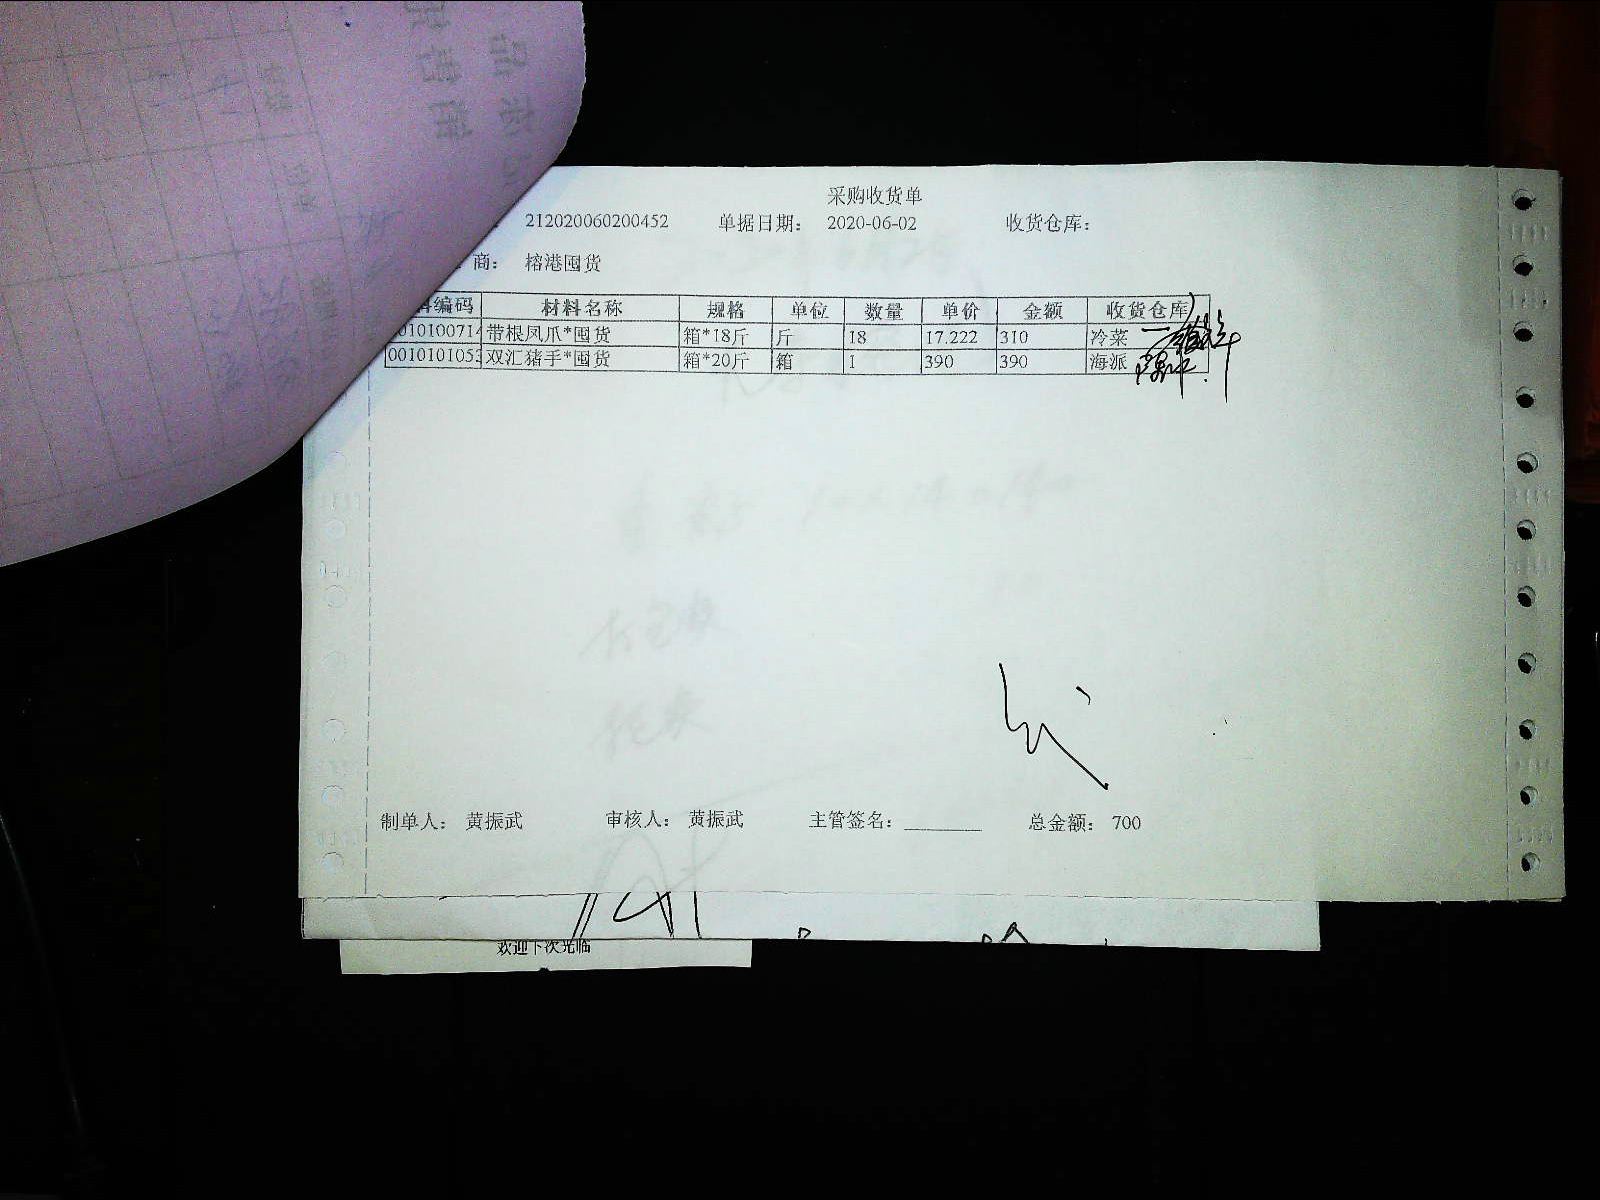 采购收货单
212020060200452 单据日期： 2020-06-02 收货仓库：
商： 榕港囤货
编码 材料名称 规格 单位 数量 单价 金额 收货仓库
010100714 带根凤爪*囤货 箱*18斤 斤 18 17.222 310 冷菜
0010101053 双汇猪手*囤货 箱*20斤 箱 1 390 390 海派
制单人： 黄振武 审核人： 黄振武 主管签名： 总金额： 700
欢迎下次光临